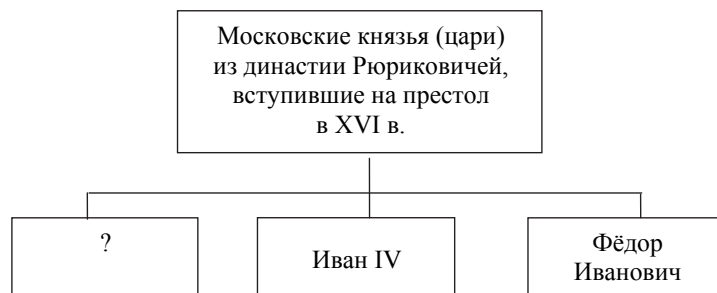 Московские князья (цари)
из династии Рюриковичей,
вступившие на престол
в XVI в.
?
Иван IV
Фёдор
Иванович